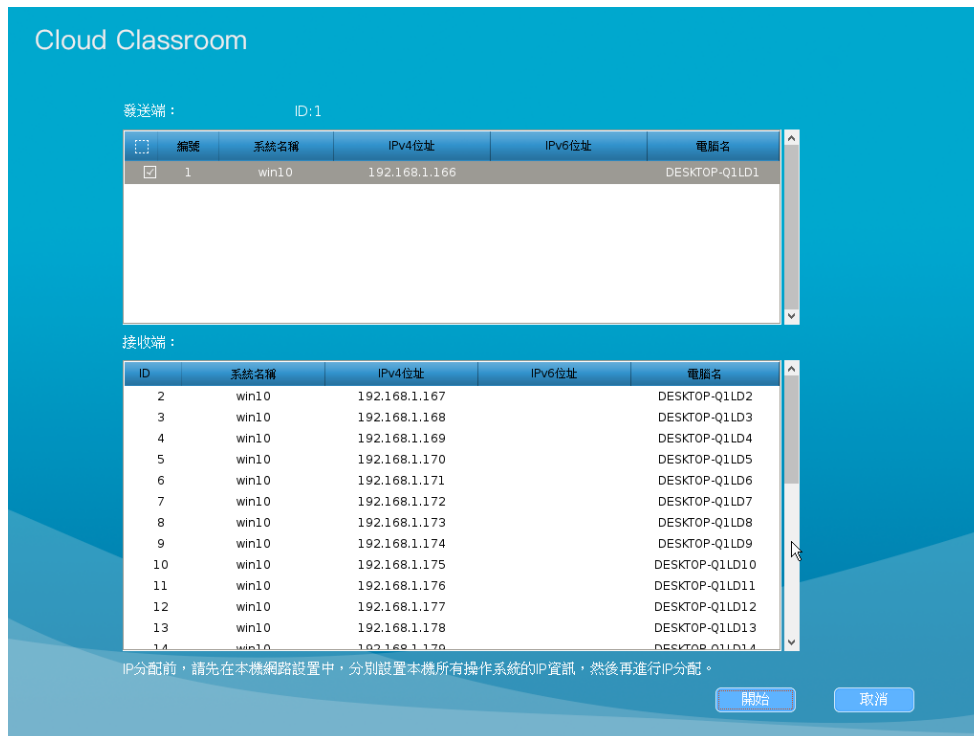 Cloud Classroom
發送端： ID:1
編號 系統名稱 IPv4位址 IPv6位址 電腦名
1 win10 192.168.1.166 DESKTOP-Q1LD1
接收端：
ID 系統名稱 IPv4位址 IPv6位址 電腦名
2 win10 192.168.1.167 DESKTOP-Q1LD2
3 win10 192.168.1.168 DESKTOP-Q1LD3
4 win10 192.168.1.169 DESKTOP-Q1LD4
5 win10 192.168.1.170 DESKTOP-Q1LD5
6 win10 192.168.1.171 DESKTOP-Q1LD6
7 win10 192.168.1.172 DESKTOP-Q1LD7
8 win10 192.168.1.173 DESKTOP-Q1LD8
9 win10 192.168.1.174 DESKTOP-Q1LD9
10 win10 192.168.1.175 DESKTOP-Q1LD10
11 win10 192.168.1.176 DESKTOP-Q1LD11
12 win10 192.168.1.177 DESKTOP-Q1LD12
13 win10 192.168.1.178 DESKTOP-Q1LD13
14 win10 192.168.1.179 DESKTOP-Q1LD14
IP分配前，請先在本機網路設置中，分別設置本機所有操作系統的IP資訊，然後再進行IP分配。
開始 取消